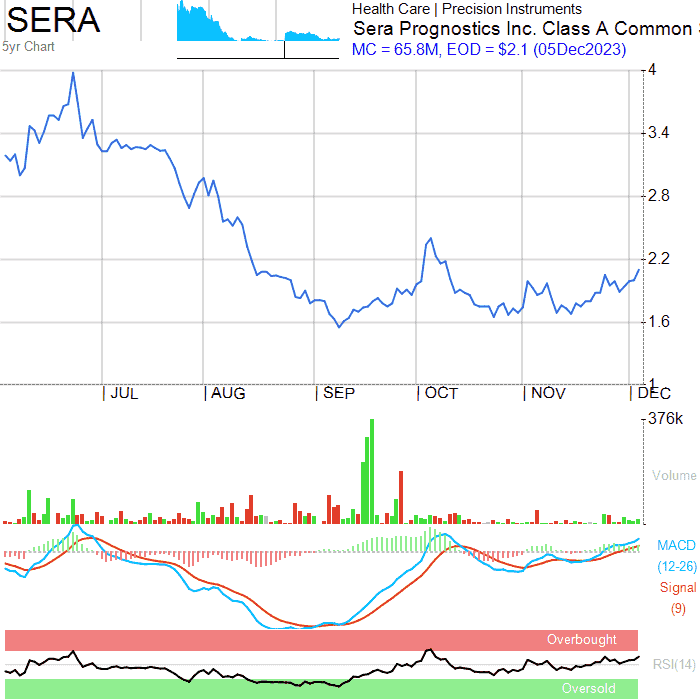 SERA
5yr Chart
Health Care | Precision Instruments
Sera Prognostics Inc. Class A Common
MC = 65.8M, EOD = $2.1 (05Dec2023)
4
3.4
2.8
2.2
1.6
1
| JUL | AUG | SEP | OCT | NOV | DEC
376k
Volume
MACD
(12-26)
Signal
(9)
Overbought
RSI(14)
Oversold